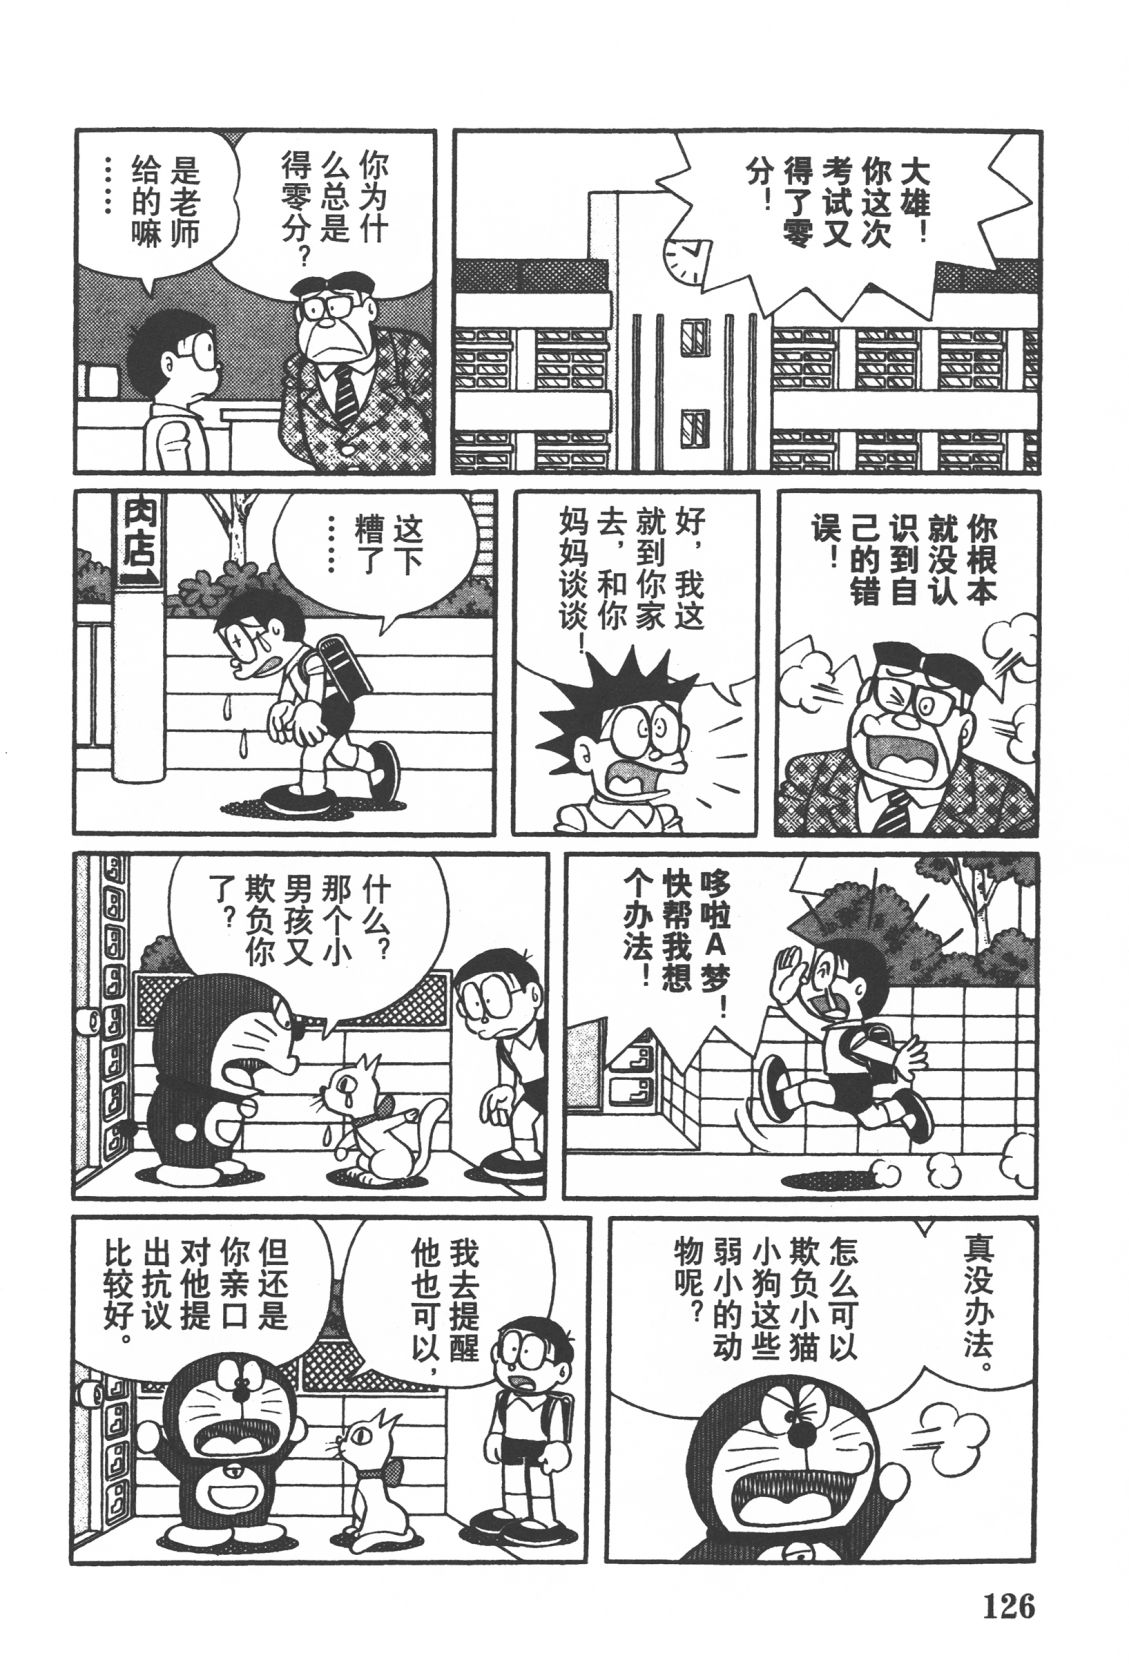 大雄！
你这次
考试又
得了零
分！
你为什
么总是
得零分？
是老师
给的嘛
……
你根本
就没认
识到自
己的错
误！
好，我这
就到你家
去，和你
妈妈谈谈！
这下
糟了
……
肉店
哆啦A梦！
快帮我想
个办法！
什么？
那个小
男孩又
欺负你
了？
真没办法。
怎么可以
欺负小猫
小狗这些
弱小的动
物呢？
我去提醒
他也可以，
但还是
你亲口
对他提
出抗议
比较好。
126